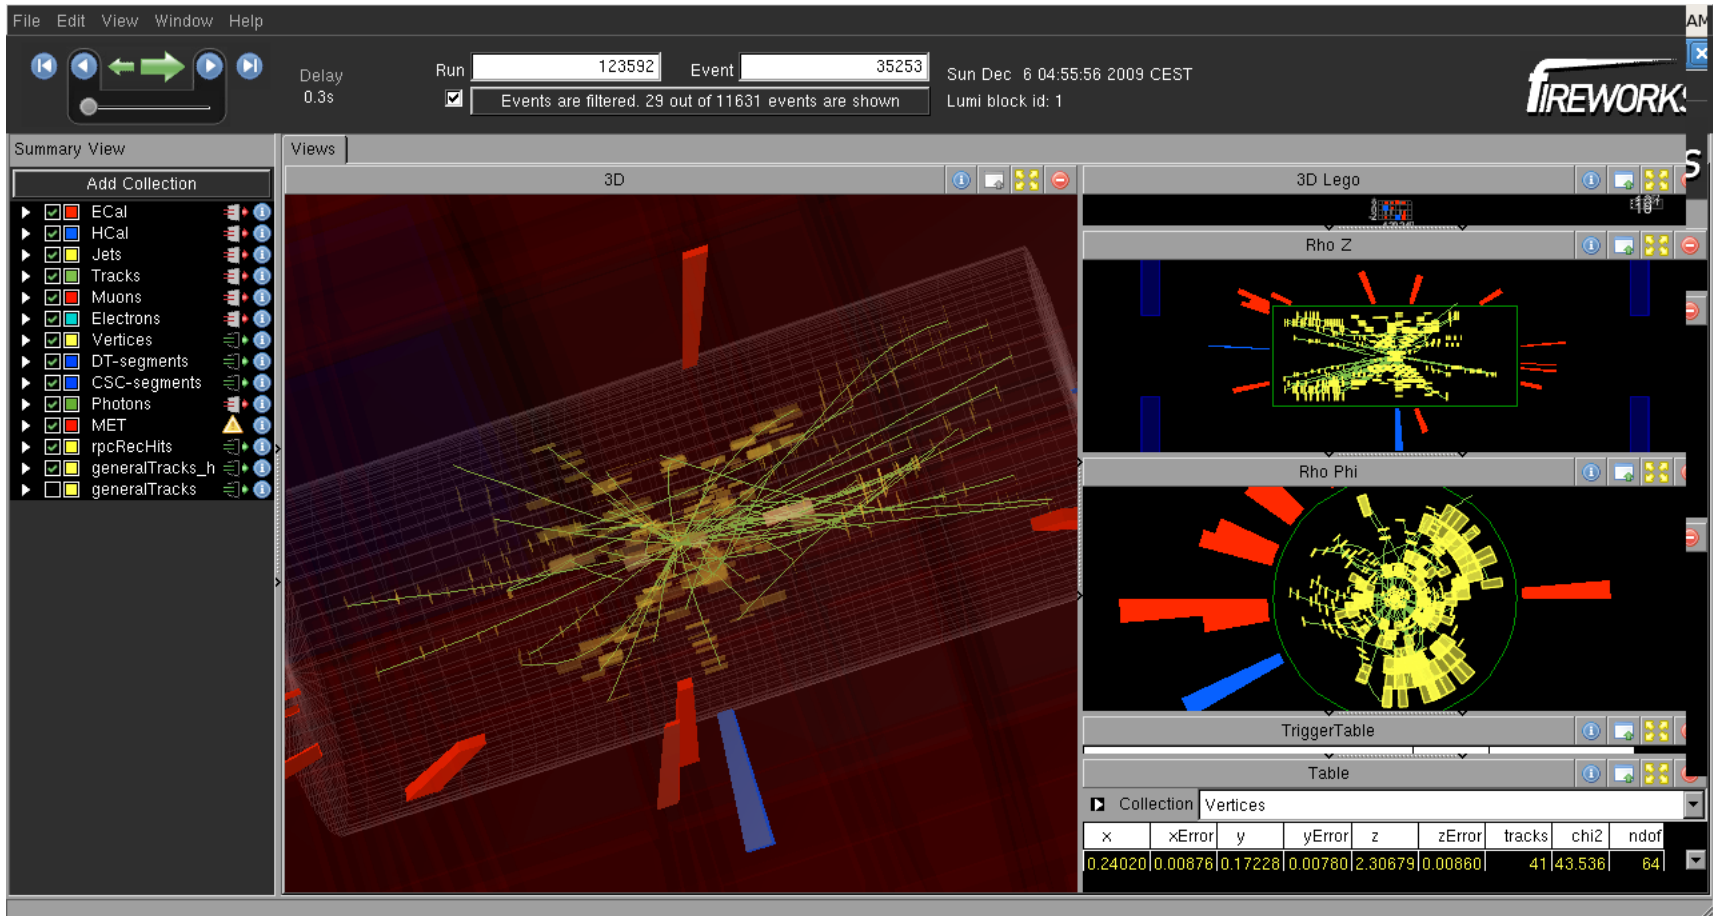 File Edit View Window Help
AM
Delay
0.3s
Run 123592 Event 35253
Events are filtered. 29 out of 11631 events are shown
Sun Dec 6 04:55:56 2009 CEST
Lumi block id: 1
FIREWORKS
S
Summary View
Add Collection
ECal
HCal
Jets
Tracks
Muons
Electrons
Vertices
DT-segments
CSC-segments
Photons
MET
rpcRecHits
generalTracks_h
generalTracks
Views
3D
3D Lego
Rho Z
Rho Phi
TriggerTable
Table
Collection Vertices
x xError y yError z zError tracks chi2 ndof
0.24020 0.00876 0.17228 0.00780 2.30679 0.00860 41 43.536 64